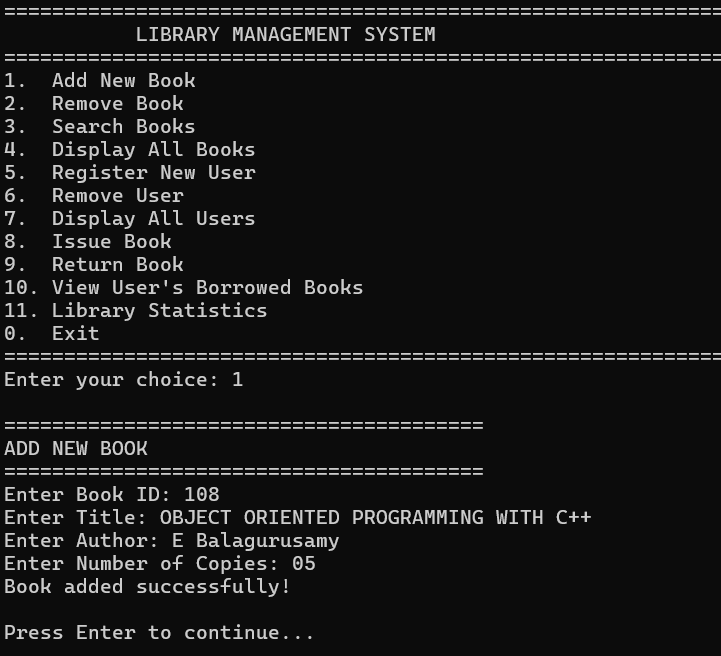 ============================================================
LIBRARY MANAGEMENT SYSTEM
============================================================
1.  Add New Book
2.  Remove Book
3.  Search Books
4.  Display All Books
5.  Register New User
6.  Remove User
7.  Display All Users
8.  Issue Book
9.  Return Book
10. View User's Borrowed Books
11. Library Statistics
0.  Exit
============================================================
Enter your choice: 1
========================================
ADD NEW BOOK
========================================
Enter Book ID: 108
Enter Title: OBJECT ORIENTED PROGRAMMING WITH C++
Enter Author: E Balagurusamy
Enter Number of Copies: 05
Book added successfully!
Press Enter to continue...